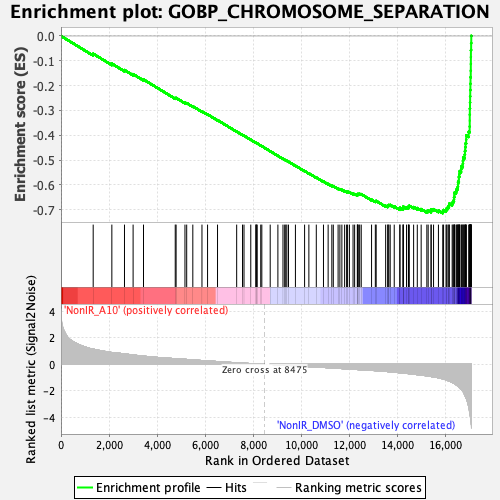 Enrichment plot: GOBP_CHROMOSOME_SEPARATION
Enrichment score (ES)
0.0
-0.1
-0.2
-0.3
-0.4
-0.5
-0.6
-0.7
'NonIR_A10' (positively correlated)
Ranked list metric (Signal2Noise)
4
2
0
-2
-4
Zero cross at 8475
'NonIR_DMSO' (negatively correlated)
0 2,000 4,000 6,000 8,000 10,000 12,000 14,000 16,000
Rank in Ordered Dataset
Enrichment profile Hits Ranking metric scores